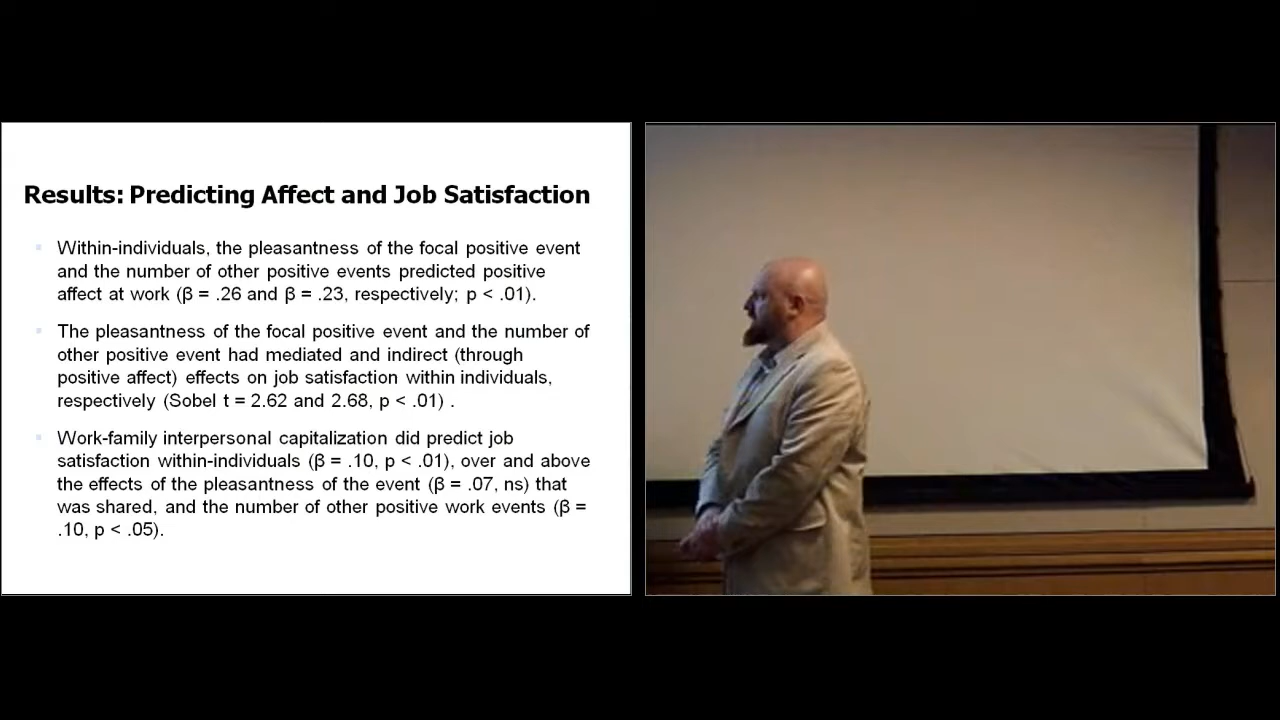 Results: Predicting Affect and Job Satisfaction
Within-individuals, the pleasantness of the focal positive event
and the number of other positive events predicted positive
affect at work (β = .26 and β = .23, respectively; p < .01).
The pleasantness of the focal positive event and the number of
other positive event had mediated and indirect (through
positive affect) effects on job satisfaction within individuals,
respectively (Sobel t = 2.62 and 2.68, p < .01) .
Work-family interpersonal capitalization did predict job
satisfaction within-individuals (β = .10, p < .01), over and above
the effects of the pleasantness of the event (β = .07, ns) that
was shared, and the number of other positive work events (β =
.10, p < .05).